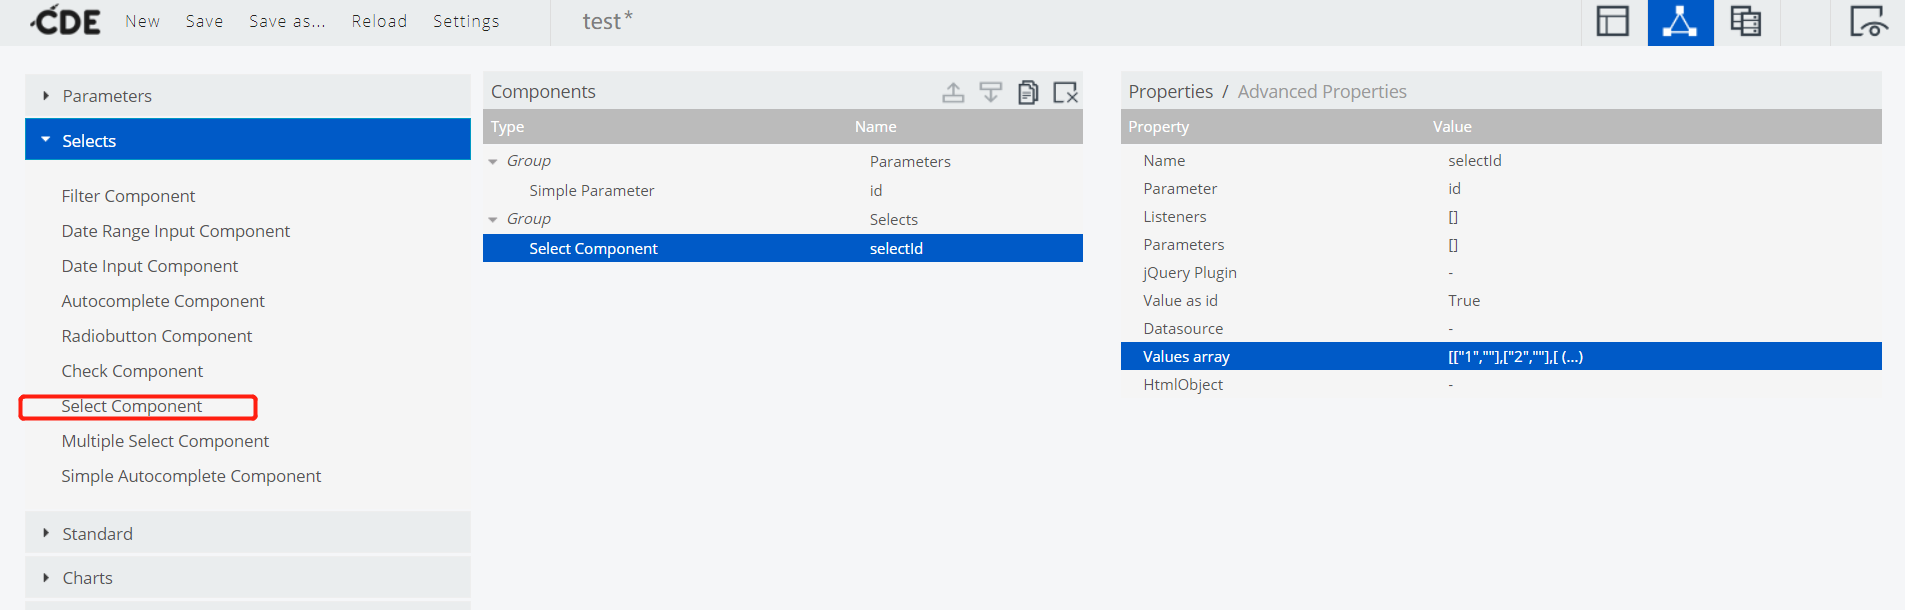 CDE New Save Save as... Reload Settings test*
Parameters
Selects
Filter Component
Date Range Input Component
Date Input Component
Autocomplete Component
Radiobutton Component
Check Component
Select Component
Multiple Select Component
Simple Autocomplete Component
Standard
Charts
Components
Type Name
Group Parameters
Simple Parameter id
Group Selects
Select Component selectId
Properties / Advanced Properties
Property Value
Name selectId
Parameter id
Listeners []
Parameters []
jQuery Plugin -
Value as id True
Datasource -
Values array [["1",""],["2",""],[ (...)
HtmlObject -